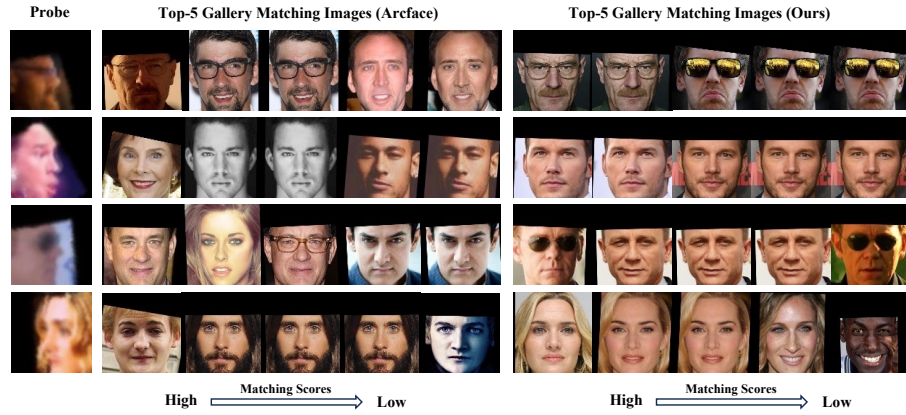 Probe
Top-5 Gallery Matching Images (Arcface)
Top-5 Gallery Matching Images (Ours)
Matching Scores
High
Low
Matching Scores
High
Low